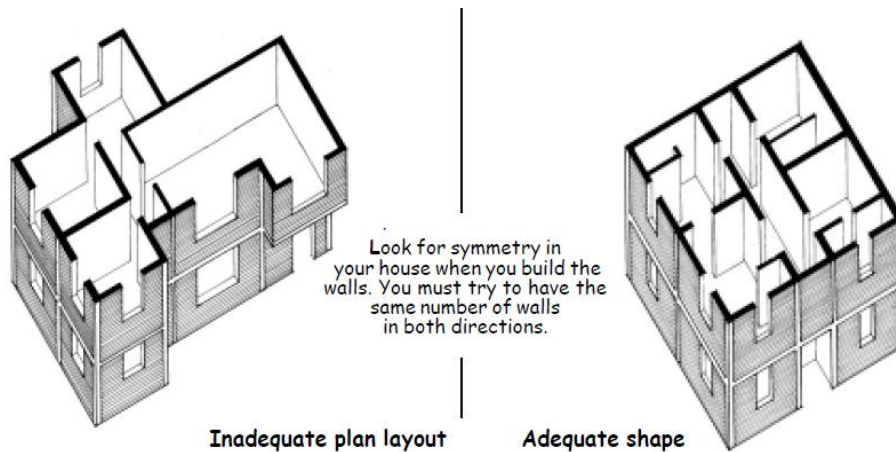 Look for symmetry in
your house when you build the
walls. You must try to have the
same number of walls
in both directions.
Inadequate plan layout
Adequate shape